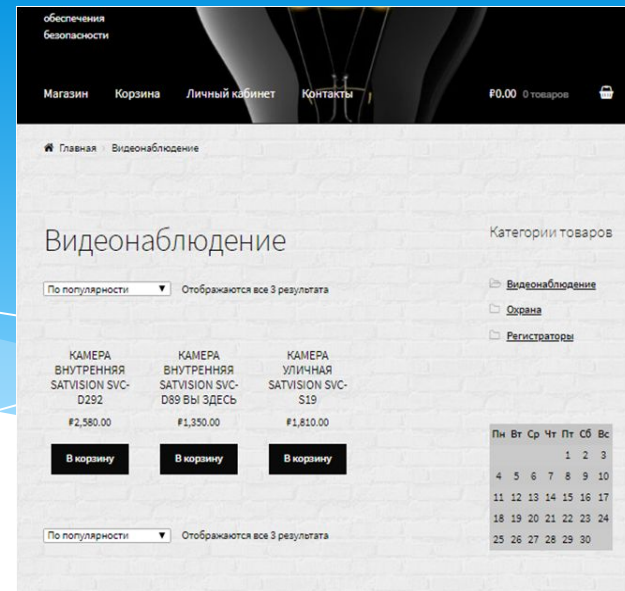 обеспечения
безопасности
Магазин Корзина Личный кабинет Контакты ₽0.00 0 товаров
Главная Видеонаблюдение
Видеонаблюдение
По популярности Отображаются все 3 результата
КАМЕРА
ВНУТРЕННЯЯ
SATVISION SVC-
D292
₽2,580.00
В корзину
КАМЕРА
ВНУТРЕННЯЯ
SATVISION SVC-
D89 ВЫ ЗДЕСЬ
₽1,350.00
В корзину
КАМЕРА
УЛИЧНАЯ
SATVISION SVC-
S19
₽1,810.00
В корзину
По популярности Отображаются все 3 результата
Категории товаров
Видеонаблюдение
Охрана
Регистраторы
Пн Вт Ср Чт Пт Сб Вс
1 2 3
4 5 6 7 8 9 10
11 12 13 14 15 16 17
18 19 20 21 22 23 24
25 26 27 28 29 30